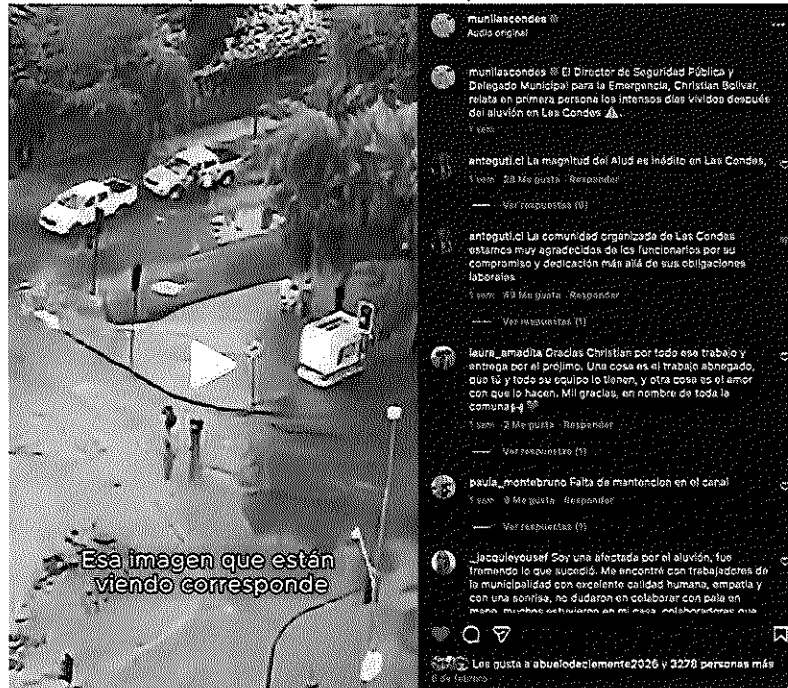 Esa imagen que están
viendo corresponde
munilascondes
Audio original
munilascondes El Director de Seguridad Pública y
Delegado Municipal para la Emergencia, Christian Bolívar,
relata en primera persona los intensos días vividos después
del aluvión en Las Condes ⚠
1 sem
anteguti.cl La magnitud del Alud es inédito en Las Condes,
1 sem 28 Me gusta Responder
Ver respuestas (6)
anteguti.cl La comunidad organizada de Las Condes
estamos muy agradecidos de los funcionarios por su
compromiso y dedicación más allá de sus obligaciones
laborales
1 sem 49 Me gusta Responder
Ver respuestas (1)
laura_amadita Gracias Christian por todo ese trabajo y
entrega por el prójimo. Una cosa es el trabajo abnegado,
que tú y todo su equipo lo tienen, y otra cosa es el amor
con que lo hacen. Mil gracias, en nombre de toda la
comuna
1 sem 2 Me gusta Responder
Ver respuestas (1)
paula_montebruno Falta de mantencion en el canal
1 sem Me gusta Responder
Ver respuestas (1)
_jacquieyousef Soy una afectada por el aluvión, fue
tremendo lo que sucedió. Me encontré con trabajadores de
la municipalidad con excelente calidad humana, empatía y
con una sonrisa, no dudaron en colaborar con pala en
mano, muchos estuvieron en mi casa, colaboradores que
Les gusta a abuelodeclemente2026 y 3278 personas más
6 de febrero